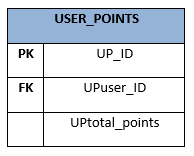 USER_POINTS
PK UP_ID
FK UPuser_ID
UPtotal_points